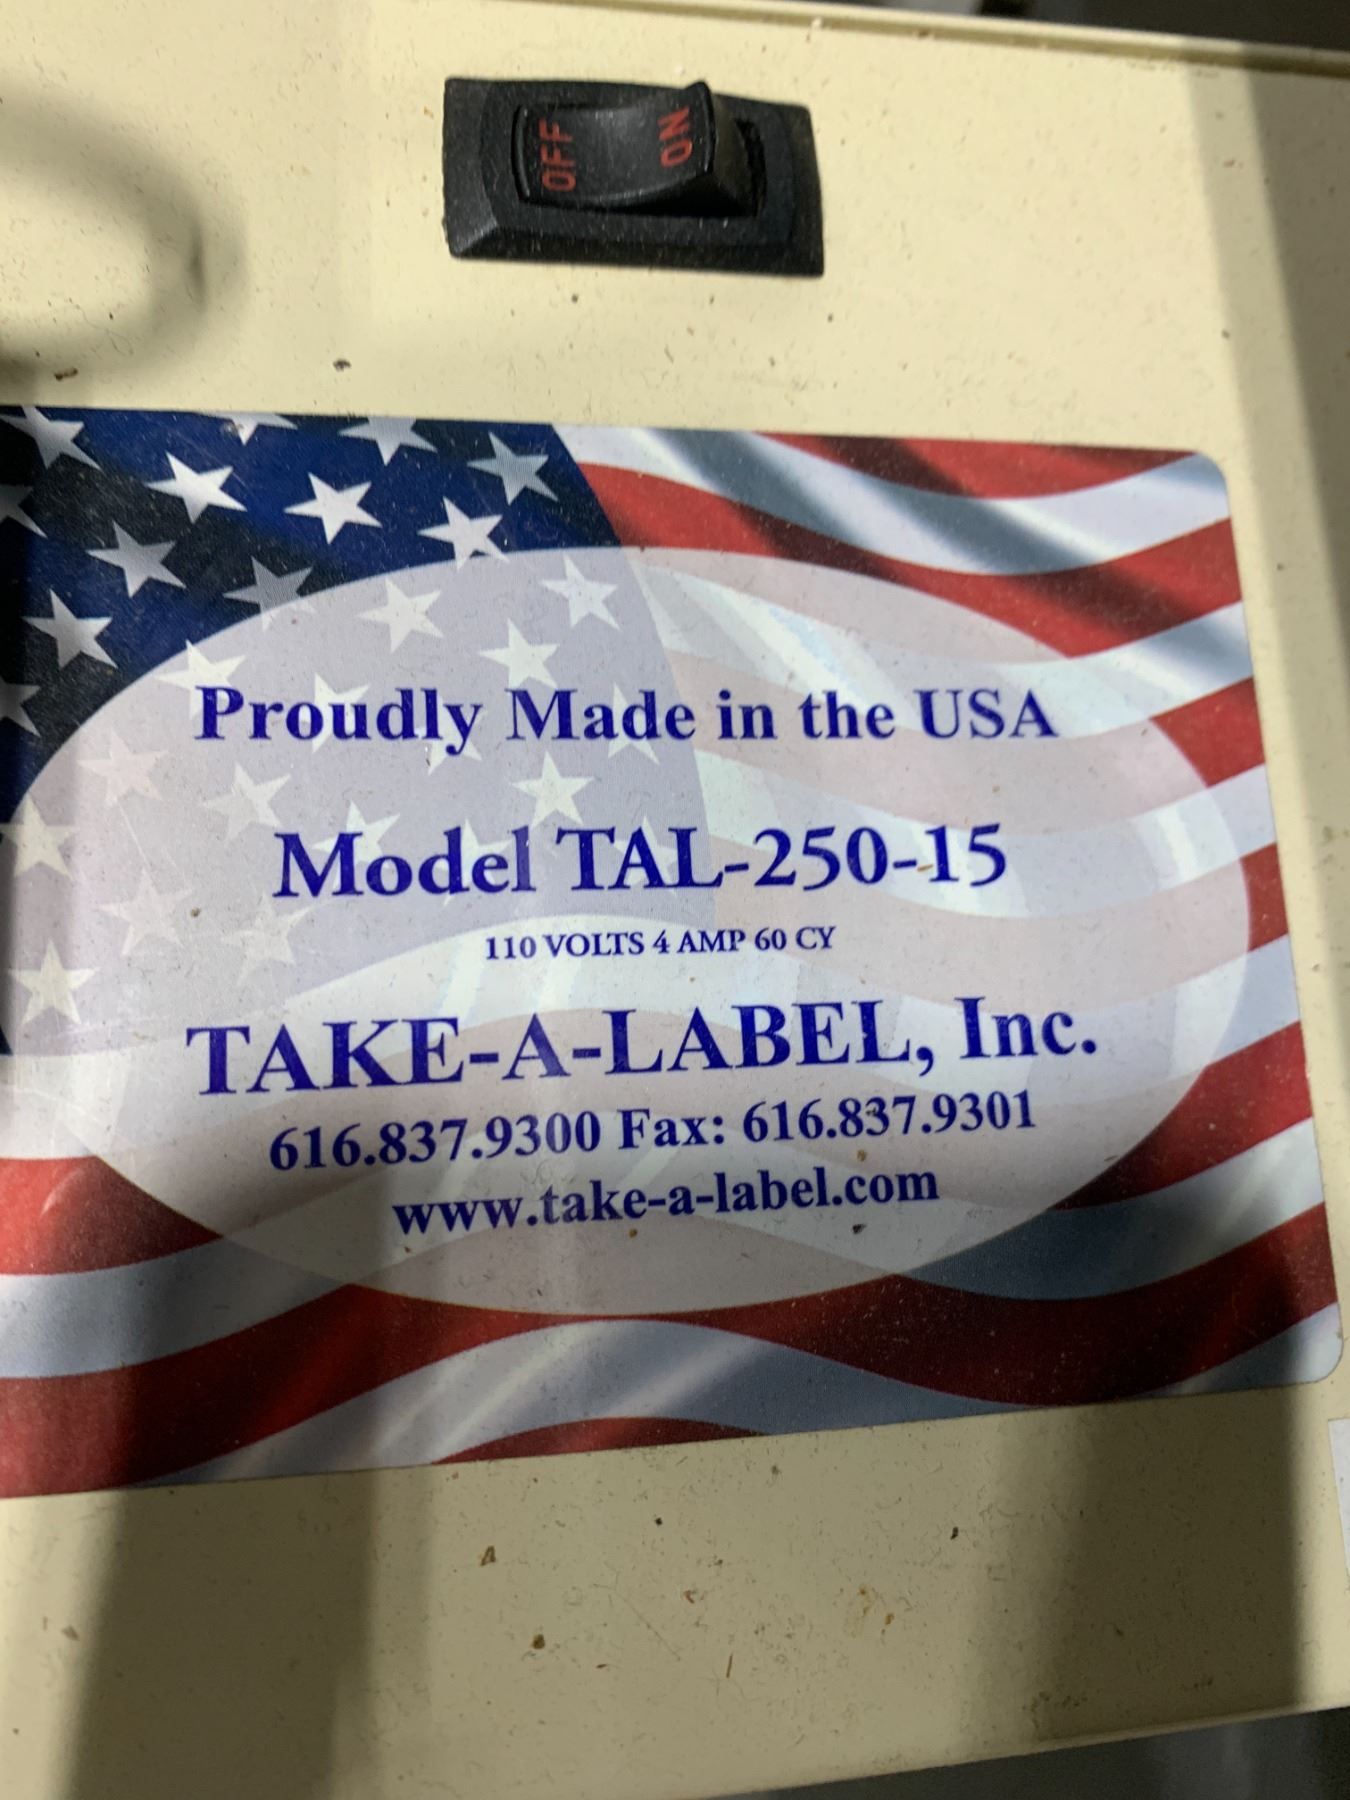 OFF ON
Proudly Made in the USA
Model TAL-250-15
110 VOLTS 4 AMP 60 CY
TAKE-A-LABEL, Inc.
616.837.9300 Fax: 616.837.9301
www.take-a-label.com